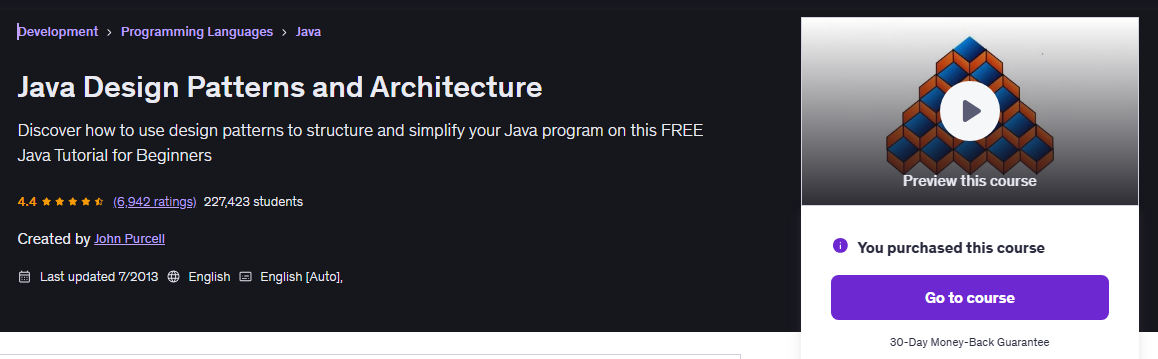 Development > Programming Languages > Java
Java Design Patterns and Architecture
Discover how to use design patterns to structure and simplify your Java program on this FREE
Java Tutorial for Beginners
4.4 (6,942 ratings) 227,423 students
Created by John Purcell
Last updated 7/2013 English English [Auto],
Preview this course
You purchased this course
Go to course
30-Day Money-Back Guarantee